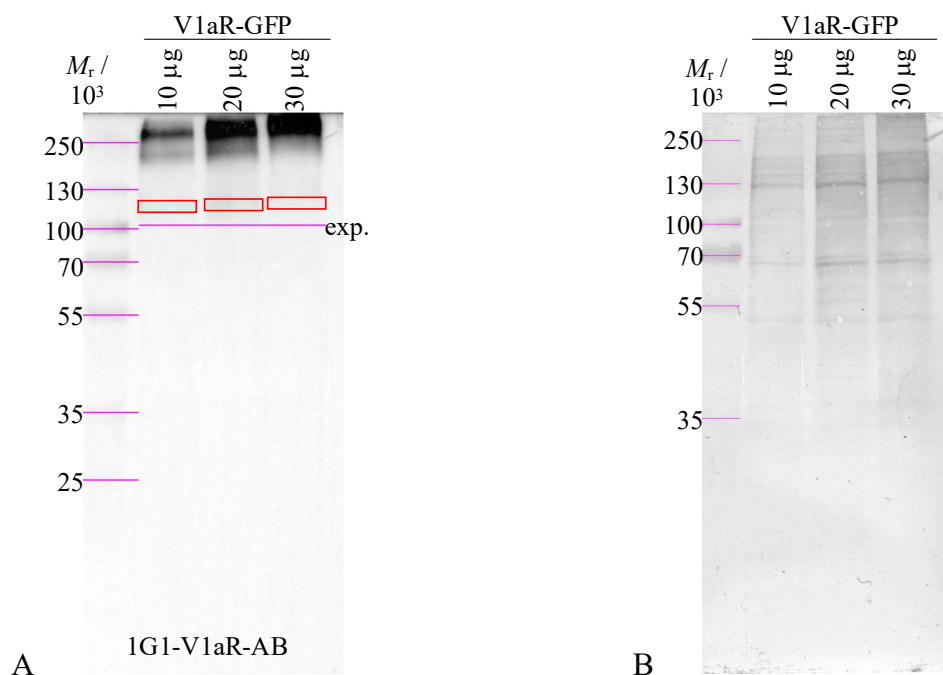 V1aR-GFP
Mr /
10³
10 µg
20 µg
30 µg
250
130
100
70
55
35
25
exp.
1G1-V1aR-AB
A
V1aR-GFP
Mr /
10³
10 µg
20 µg
30 µg
250
130
100
70
55
35
B